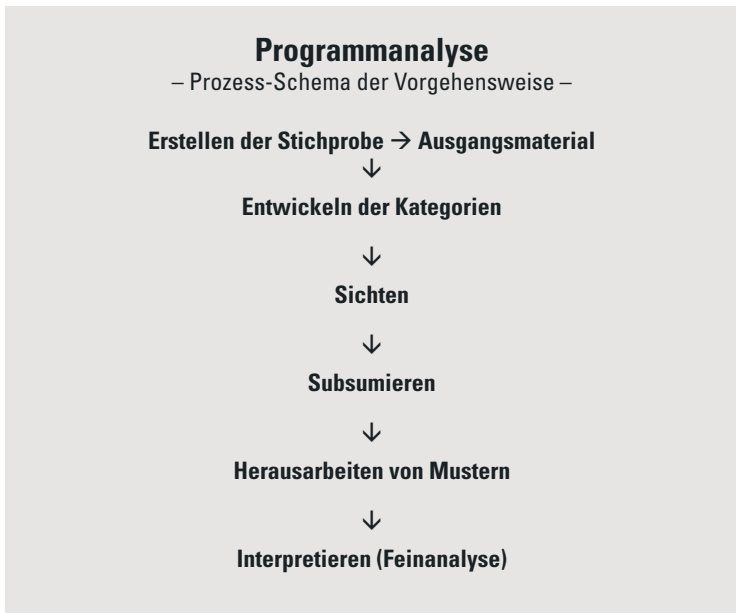 Programmanalyse
– Prozess-Schema der Vorgehensweise –
Erstellen der Stichprobe → Ausgangsmaterial
↓
Entwickeln der Kategorien
↓
Sichten
↓
Subsumieren
↓
Herausarbeiten von Mustern
↓
Interpretieren (Feinanalyse)